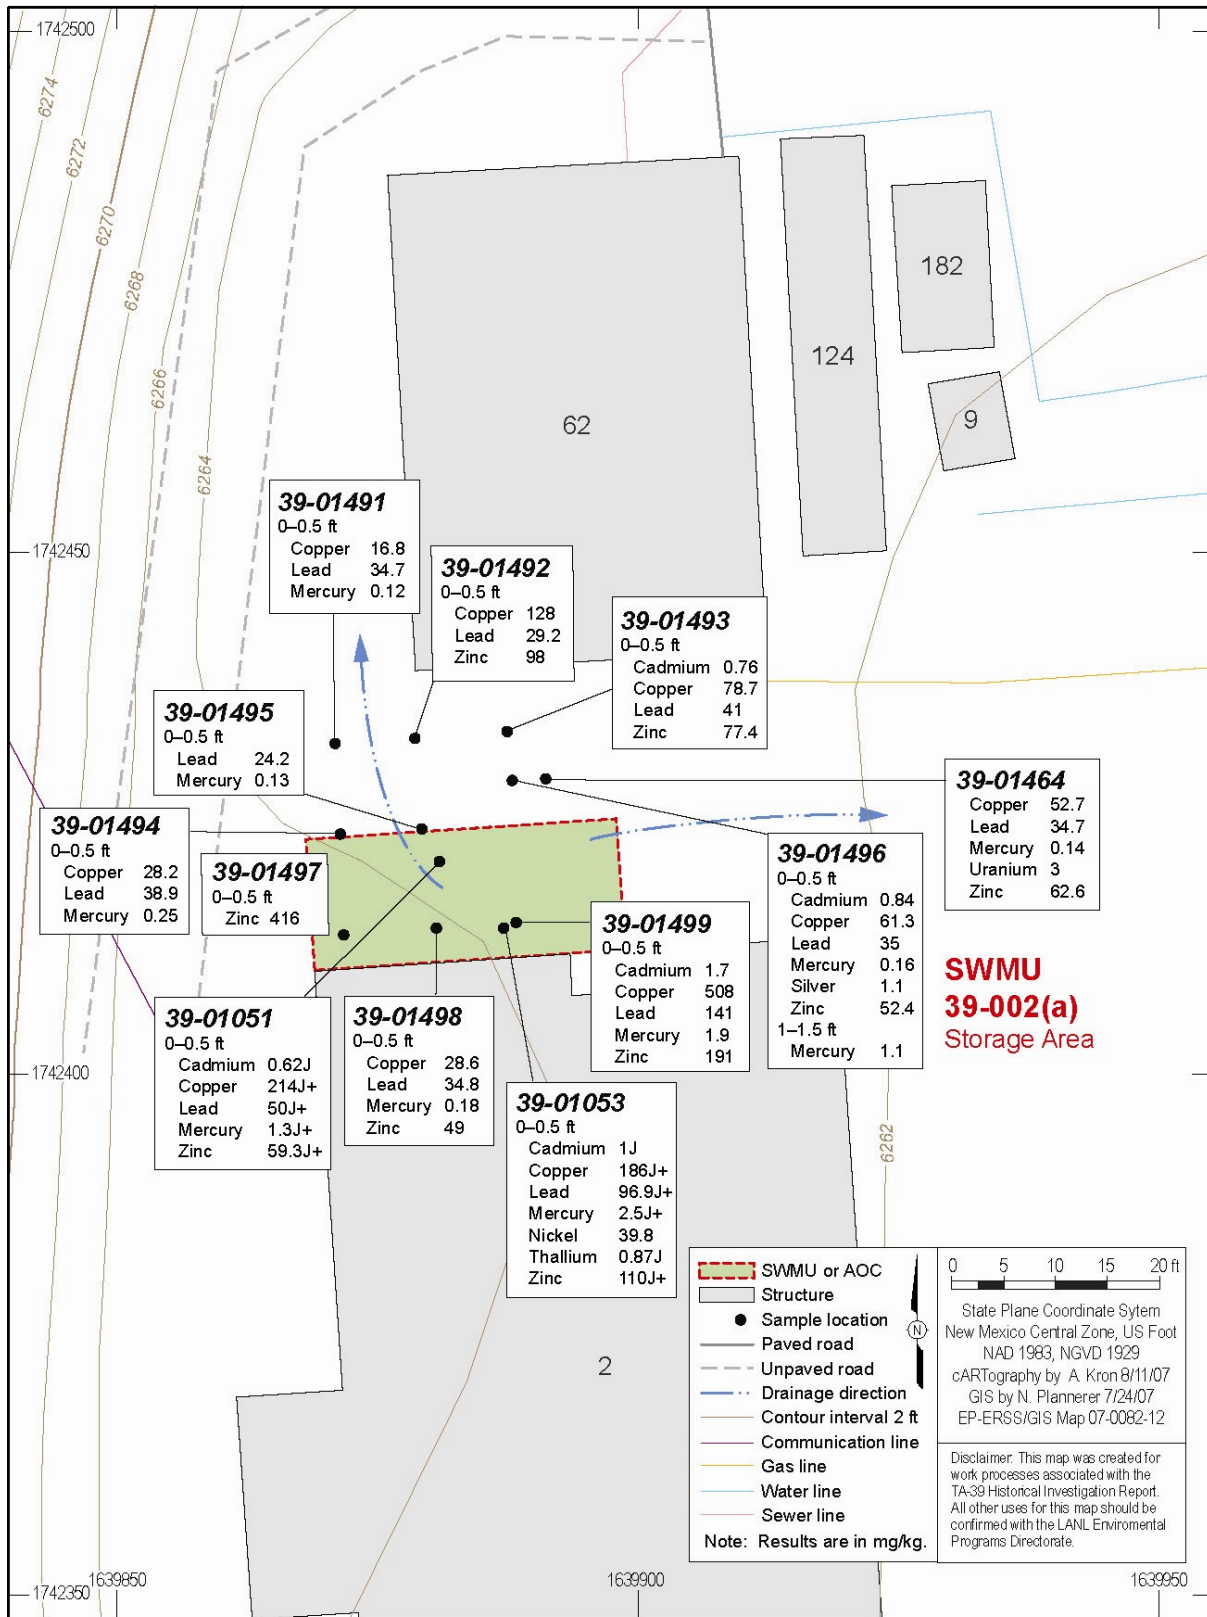 1742500
6274
6272
6270
6268
6266
6264
182
124
62
9
1742450
39-01491
0–0.5 ft
Copper 16.8
Lead 34.7
Mercury 0.12
39-01492
0–0.5 ft
Copper 128
Lead 29.2
Zinc 98
39-01493
0–0.5 ft
Cadmium 0.76
Copper 78.7
Lead 41
Zinc 77.4
39-01495
0–0.5 ft
Lead 24.2
Mercury 0.13
39-01464
Copper 52.7
Lead 34.7
Mercury 0.14
Uranium 3
Zinc 62.6
39-01494
0–0.5 ft
Copper 28.2
Lead 38.9
Mercury 0.25
39-01497
0–0.5 ft
Zinc 416
39-01496
0–0.5 ft
Cadmium 0.84
Copper 61.3
Lead 35
Mercury 0.16
Silver 1.1
Zinc 52.4
1–1.5 ft
Mercury 1.1
39-01499
0–0.5 ft
Cadmium 1.7
Copper 508
Lead 141
Mercury 1.9
Zinc 191
SWMU
39-002(a)
Storage Area
39-01051
0–0.5 ft
Cadmium 0.62J
Copper 214J+
Lead 50J+
Mercury 1.3J+
Zinc 59.3J+
39-01498
0–0.5 ft
Copper 28.6
Lead 34.8
Mercury 0.18
Zinc 49
39-01053
0–0.5 ft
Cadmium 1J
Copper 186J+
Lead 96.9J+
Mercury 2.5J+
Nickel 39.8
Thallium 0.87J
Zinc 110J+
1742400
6262
2
SWMU or AOC
Structure
Sample location
Paved road
Unpaved road
Drainage direction
Contour interval 2 ft
Communication line
Gas line
Water line
Sewer line
Note: Results are in mg/kg.
N
0 5 10 15 20 ft
State Plane Coordinate Sytem
New Mexico Central Zone, US Foot
NAD 1983, NGVD 1929
cARTography by A. Kron 8/11/07
GIS by N. Plannerer 7/24/07
EP-ERSS/GIS Map 07-0082-12
Disclaimer: This map was created for
work processes associated with the
TA-39 Historical Investigation Report.
All other uses for this map should be
confirmed with the LANL Enviromental
Programs Directorate.
1742350
1639850
1639900
1639950